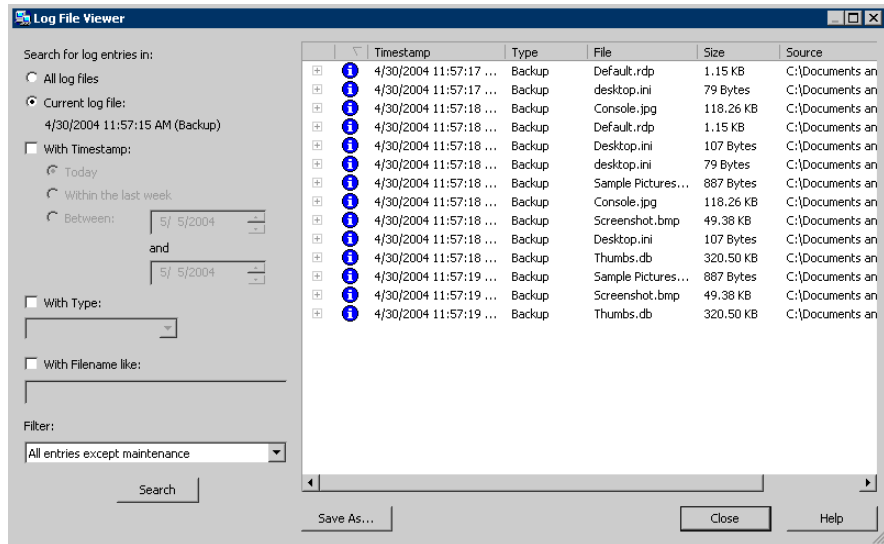 Log File Viewer
Search for log entries in:
All log files
Current log file:
4/30/2004 11:57:15 AM (Backup)
With Timestamp:
Today
Within the last week
Between:
5/ 5/2004
and
5/ 5/2004
With Type:
With Filename like:
Filter:
All entries except maintenance
Search
Timestamp Type File Size Source
4/30/2004 11:57:17 ... Backup Default.rdp 1.15 KB C:\Documents an
4/30/2004 11:57:17 ... Backup desktop.ini 79 Bytes C:\Documents an
4/30/2004 11:57:18 ... Backup Console.jpg 118.26 KB C:\Documents an
4/30/2004 11:57:18 ... Backup Default.rdp 1.15 KB C:\Documents an
4/30/2004 11:57:18 ... Backup Desktop.ini 107 Bytes C:\Documents an
4/30/2004 11:57:18 ... Backup desktop.ini 79 Bytes C:\Documents an
4/30/2004 11:57:18 ... Backup Sample Pictures... 887 Bytes C:\Documents an
4/30/2004 11:57:18 ... Backup Console.jpg 118.26 KB C:\Documents an
4/30/2004 11:57:18 ... Backup Screenshot.bmp 49.38 KB C:\Documents an
4/30/2004 11:57:18 ... Backup Desktop.ini 107 Bytes C:\Documents an
4/30/2004 11:57:18 ... Backup Thumbs.db 320.50 KB C:\Documents an
4/30/2004 11:57:19 ... Backup Sample Pictures... 887 Bytes C:\Documents an
4/30/2004 11:57:19 ... Backup Screenshot.bmp 49.38 KB C:\Documents an
4/30/2004 11:57:19 ... Backup Thumbs.db 320.50 KB C:\Documents an
Save As... Close Help